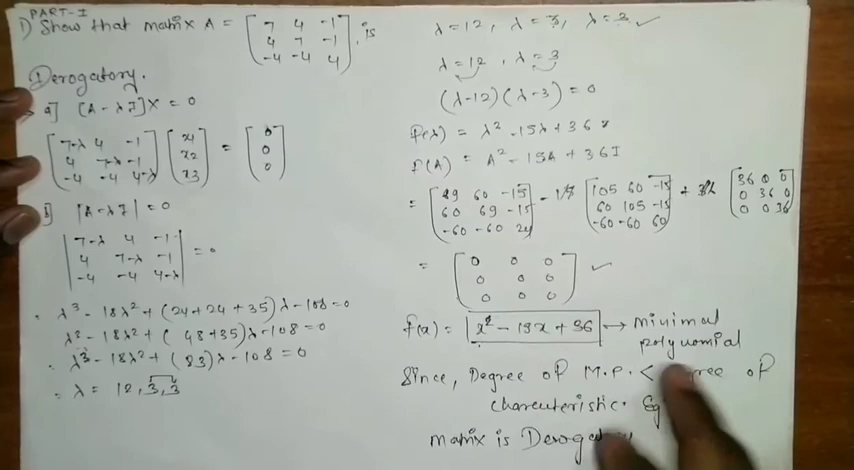 PART-I
1) Show that matrix A = [ 7 4 -1 ], is
[ 4 7 -1 ]
[ -4 -4 4 ]
Derogatory.
a] [A - λI]X = 0
[ 7-λ 4 -1 ] [ x1 ] = [ 0 ]
[ 4 7-λ -1 ] [ x2 ] [ 0 ]
[ -4 -4 4-λ ] [ x3 ] [ 0 ]
b] |A - λI| = 0
| 7-λ 4 -1 |
| 4 7-λ -1 | = 0
| -4 -4 4-λ |
λ³ - 18λ² + (24+24+35)λ - 108 = 0
λ³ - 18λ² + ( 48+35)λ - 108 = 0
λ³ - 18λ² + (83)λ - 108 = 0
λ = 12, 3, 3
λ = 12, λ = 3, λ = 3 ✓
λ = 12, λ = 3
(λ-12)(λ-3) = 0
f(λ) = λ² - 15λ + 36
f(A) = A² - 15A + 36I
= [ 69 60 -15 ] - [ 105 60 -15 ] + [ 36 0 0 ]
[ 60 69 -15 ] [ 60 105 -15 ] [ 0 36 0 ]
[ -60 -60 24 ] [ -60 -60 60 ] [ 0 0 36 ]
= [ 0 0 0 ] ✓
[ 0 0 0 ]
[ 0 0 0 ]
f(x) = x² - 15x + 36 → minimal
polynomial
Since, Degree of M.P. < Degree of
charcuteristic. Eq
matrix is Derogatory